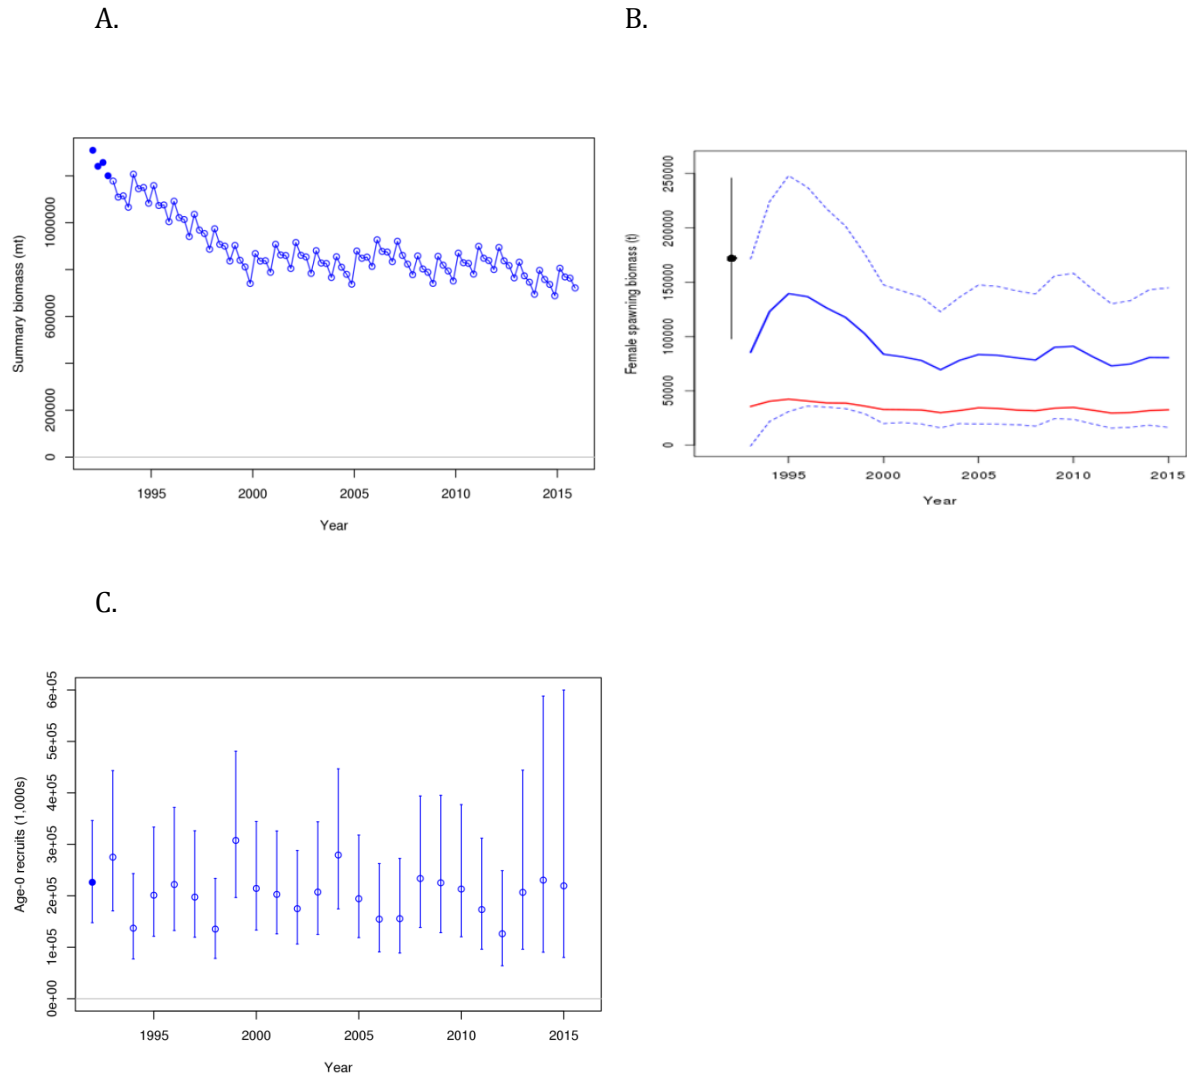 A.
B.
Summary biomass (mt)
0
200000
600000
1000000
1995
2000
2005
2010
2015
Year
Female spawning biomass (t)
0
50000
100000
150000
200000
250000
1995
2000
2005
2010
2015
Year
C.
Age-0 recruits (1,000s)
0e+00
1e+05
2e+05
3e+05
4e+05
5e+05
6e+05
1995
2000
2005
2010
2015
Year